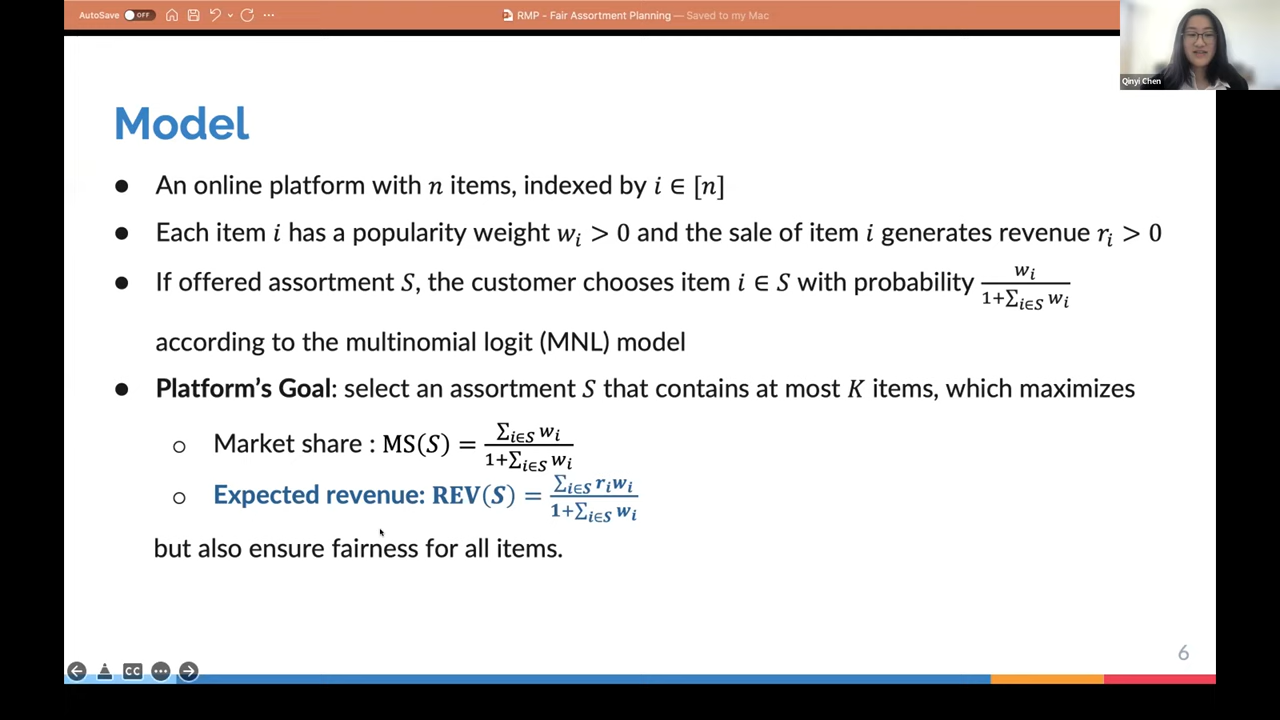 AutoSave OFF
RMP - Fair Assortment Planning — Saved to my Mac
Qinyi Chen
Model
● An online platform with n items, indexed by i ∈ [n]
● Each item i has a popularity weight w_i > 0 and the sale of item i generates revenue r_i > 0
● If offered assortment S, the customer chooses item i ∈ S with probability w_i / (1+∑_{i∈S} w_i)
according to the multinomial logit (MNL) model
● Platform's Goal: select an assortment S that contains at most K items, which maximizes
○ Market share : MS(S) = ∑_{i∈S} w_i / (1+∑_{i∈S} w_i)
○ Expected revenue: REV(S) = ∑_{i∈S} r_i w_i / (1+∑_{i∈S} w_i)
but also ensure fairness for all items.
6
CC